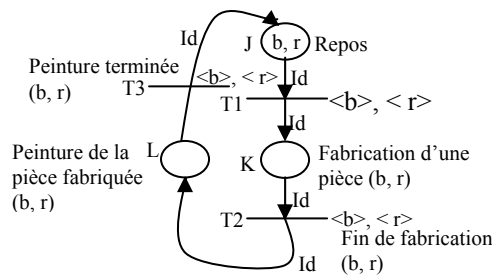 Id
J
b, r
Repos
Peinture terminée
(b, r)
T3
<b>, < r>
Id
T1
<b>, < r>
Id
Peinture de la
pièce fabriquée
(b, r)
L
K
Fabrication d’une
pièce (b, r)
Id
T2
<b>, < r>
Fin de fabrication
(b, r)
Id